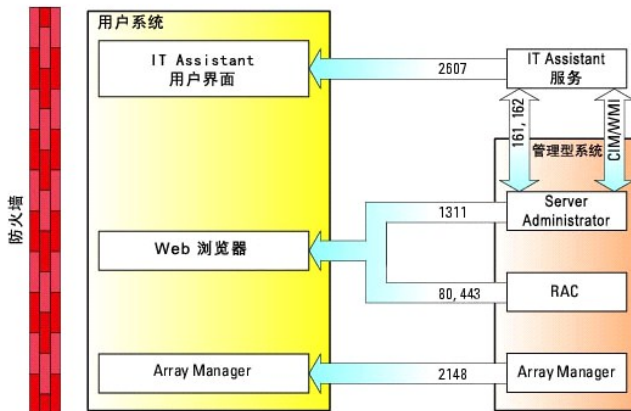 用户系统
IT Assistant
用户界面
2607
IT Assistant
服务
161, 162
CIM/WMI
管理型系统
防火墙
Web 浏览器
1311
Server
Administrator
80, 443
RAC
Array Manager
2148
Array Manager